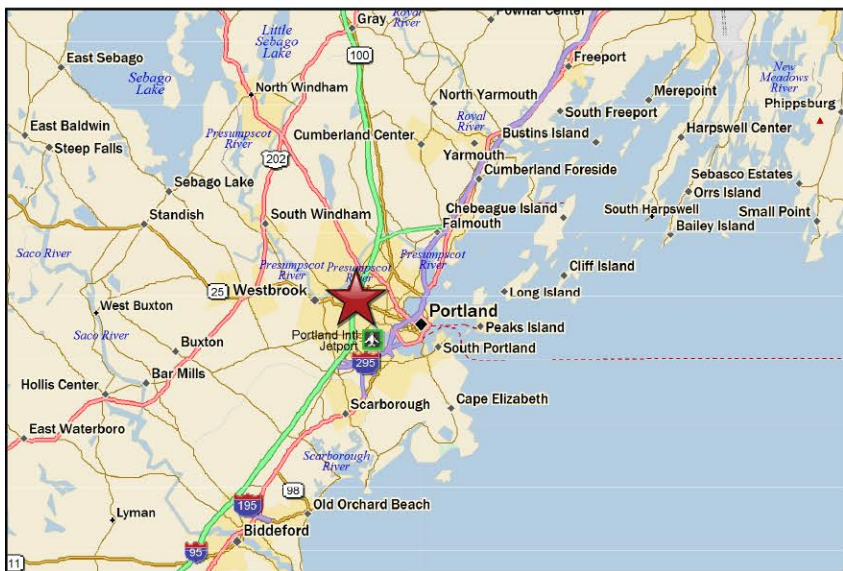 Gray
Pownal Center
Royal
River
Little
Sebago
Lake
100
East Sebago
Sebago
Lake
Freeport
New
Meadows
River
Merepoint
Phippsburg
North Windham
North Yarmouth
South Freeport
East Baldwin
Presumpscot
River
Cumberland Center
Royal
River
Bustins Island
Harpswell Center
Steep Falls
202
Yarmouth
Cumberland Foreside
Sebasco Estates
Sebago Lake
Orrs Island
Standish
South Windham
Chebeague Island
South Harpswell
Small Point
Falmouth
Bailey Island
Saco River
Presumpscot
River
Presumpscot
River
Presumpscot
River
Cliff Island
25
Westbrook
Long Island
West Buxton
Portland
Saco River
Portland Intl
Jetport
Peaks Island
Buxton
South Portland
295
Hollis Center
Bar Mills
Scarborough
Cape Elizabeth
East Waterboro
Scarborough
River
98
195
Old Orchard Beach
Lyman
Biddeford
95
11